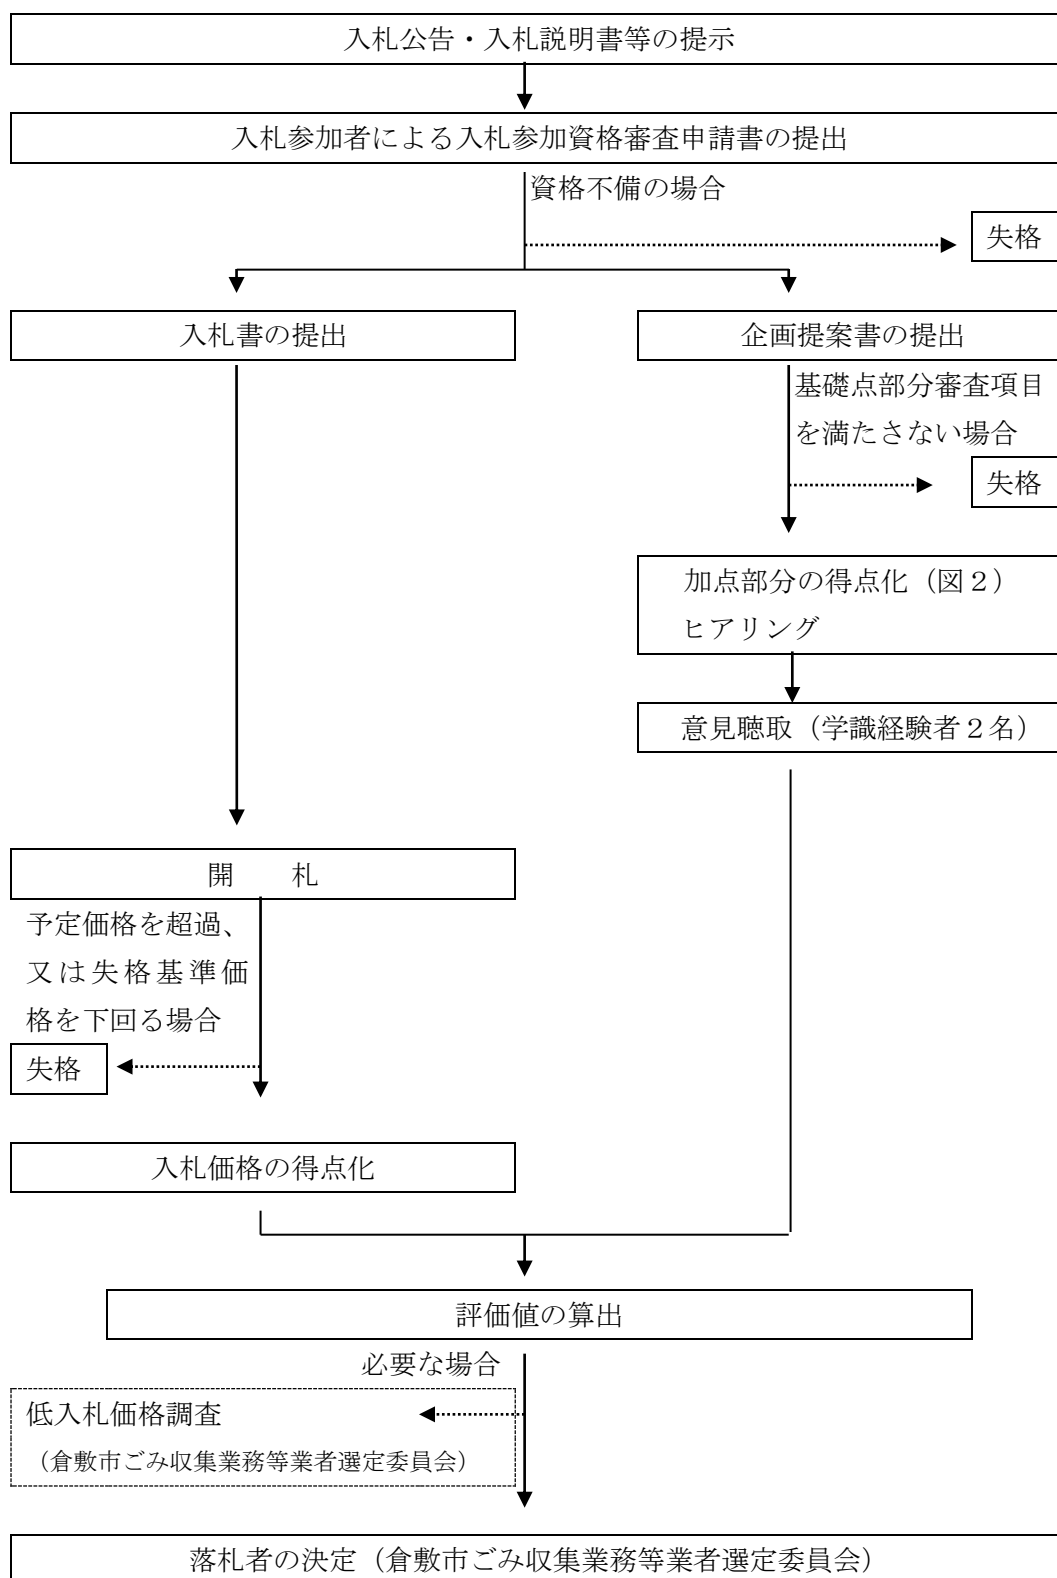 入札公告・入札説明書等の提示
入札参加者による入札参加資格審査申請書の提出
資格不備の場合
失格
入札書の提出
企画提案書の提出
基礎点部分審査項目
を満たさない場合
失格
加点部分の得点化（図２）
ヒアリング
意見聴取（学識経験者２名）
開　　札
予定価格を超過、
又は失格基準価
格を下回る場合
失格
入札価格の得点化
評価値の算出
必要な場合
低入札価格調査
（倉敷市ごみ収集業務等業者選定委員会）
落札者の決定（倉敷市ごみ収集業務等業者選定委員会）